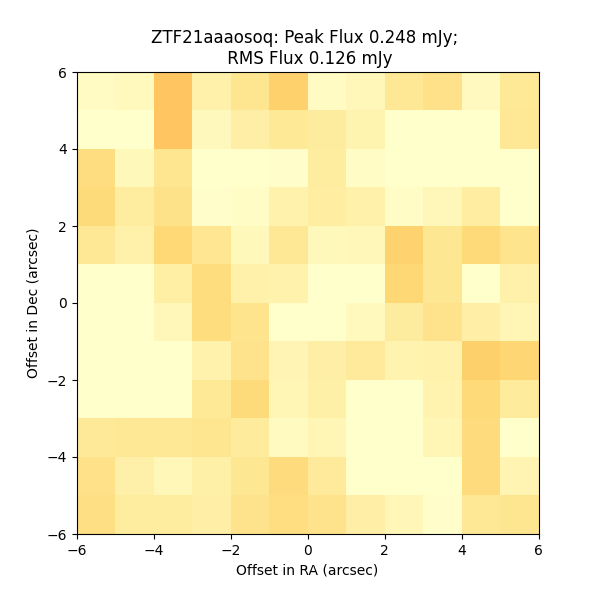 ZTF21aaaosoq: Peak Flux 0.248 mJy;
RMS Flux 0.126 mJy
6
4
2
0
−2
−4
−6
Offset in Dec (arcsec)
−6 −4 −2 0 2 4 6
Offset in RA (arcsec)